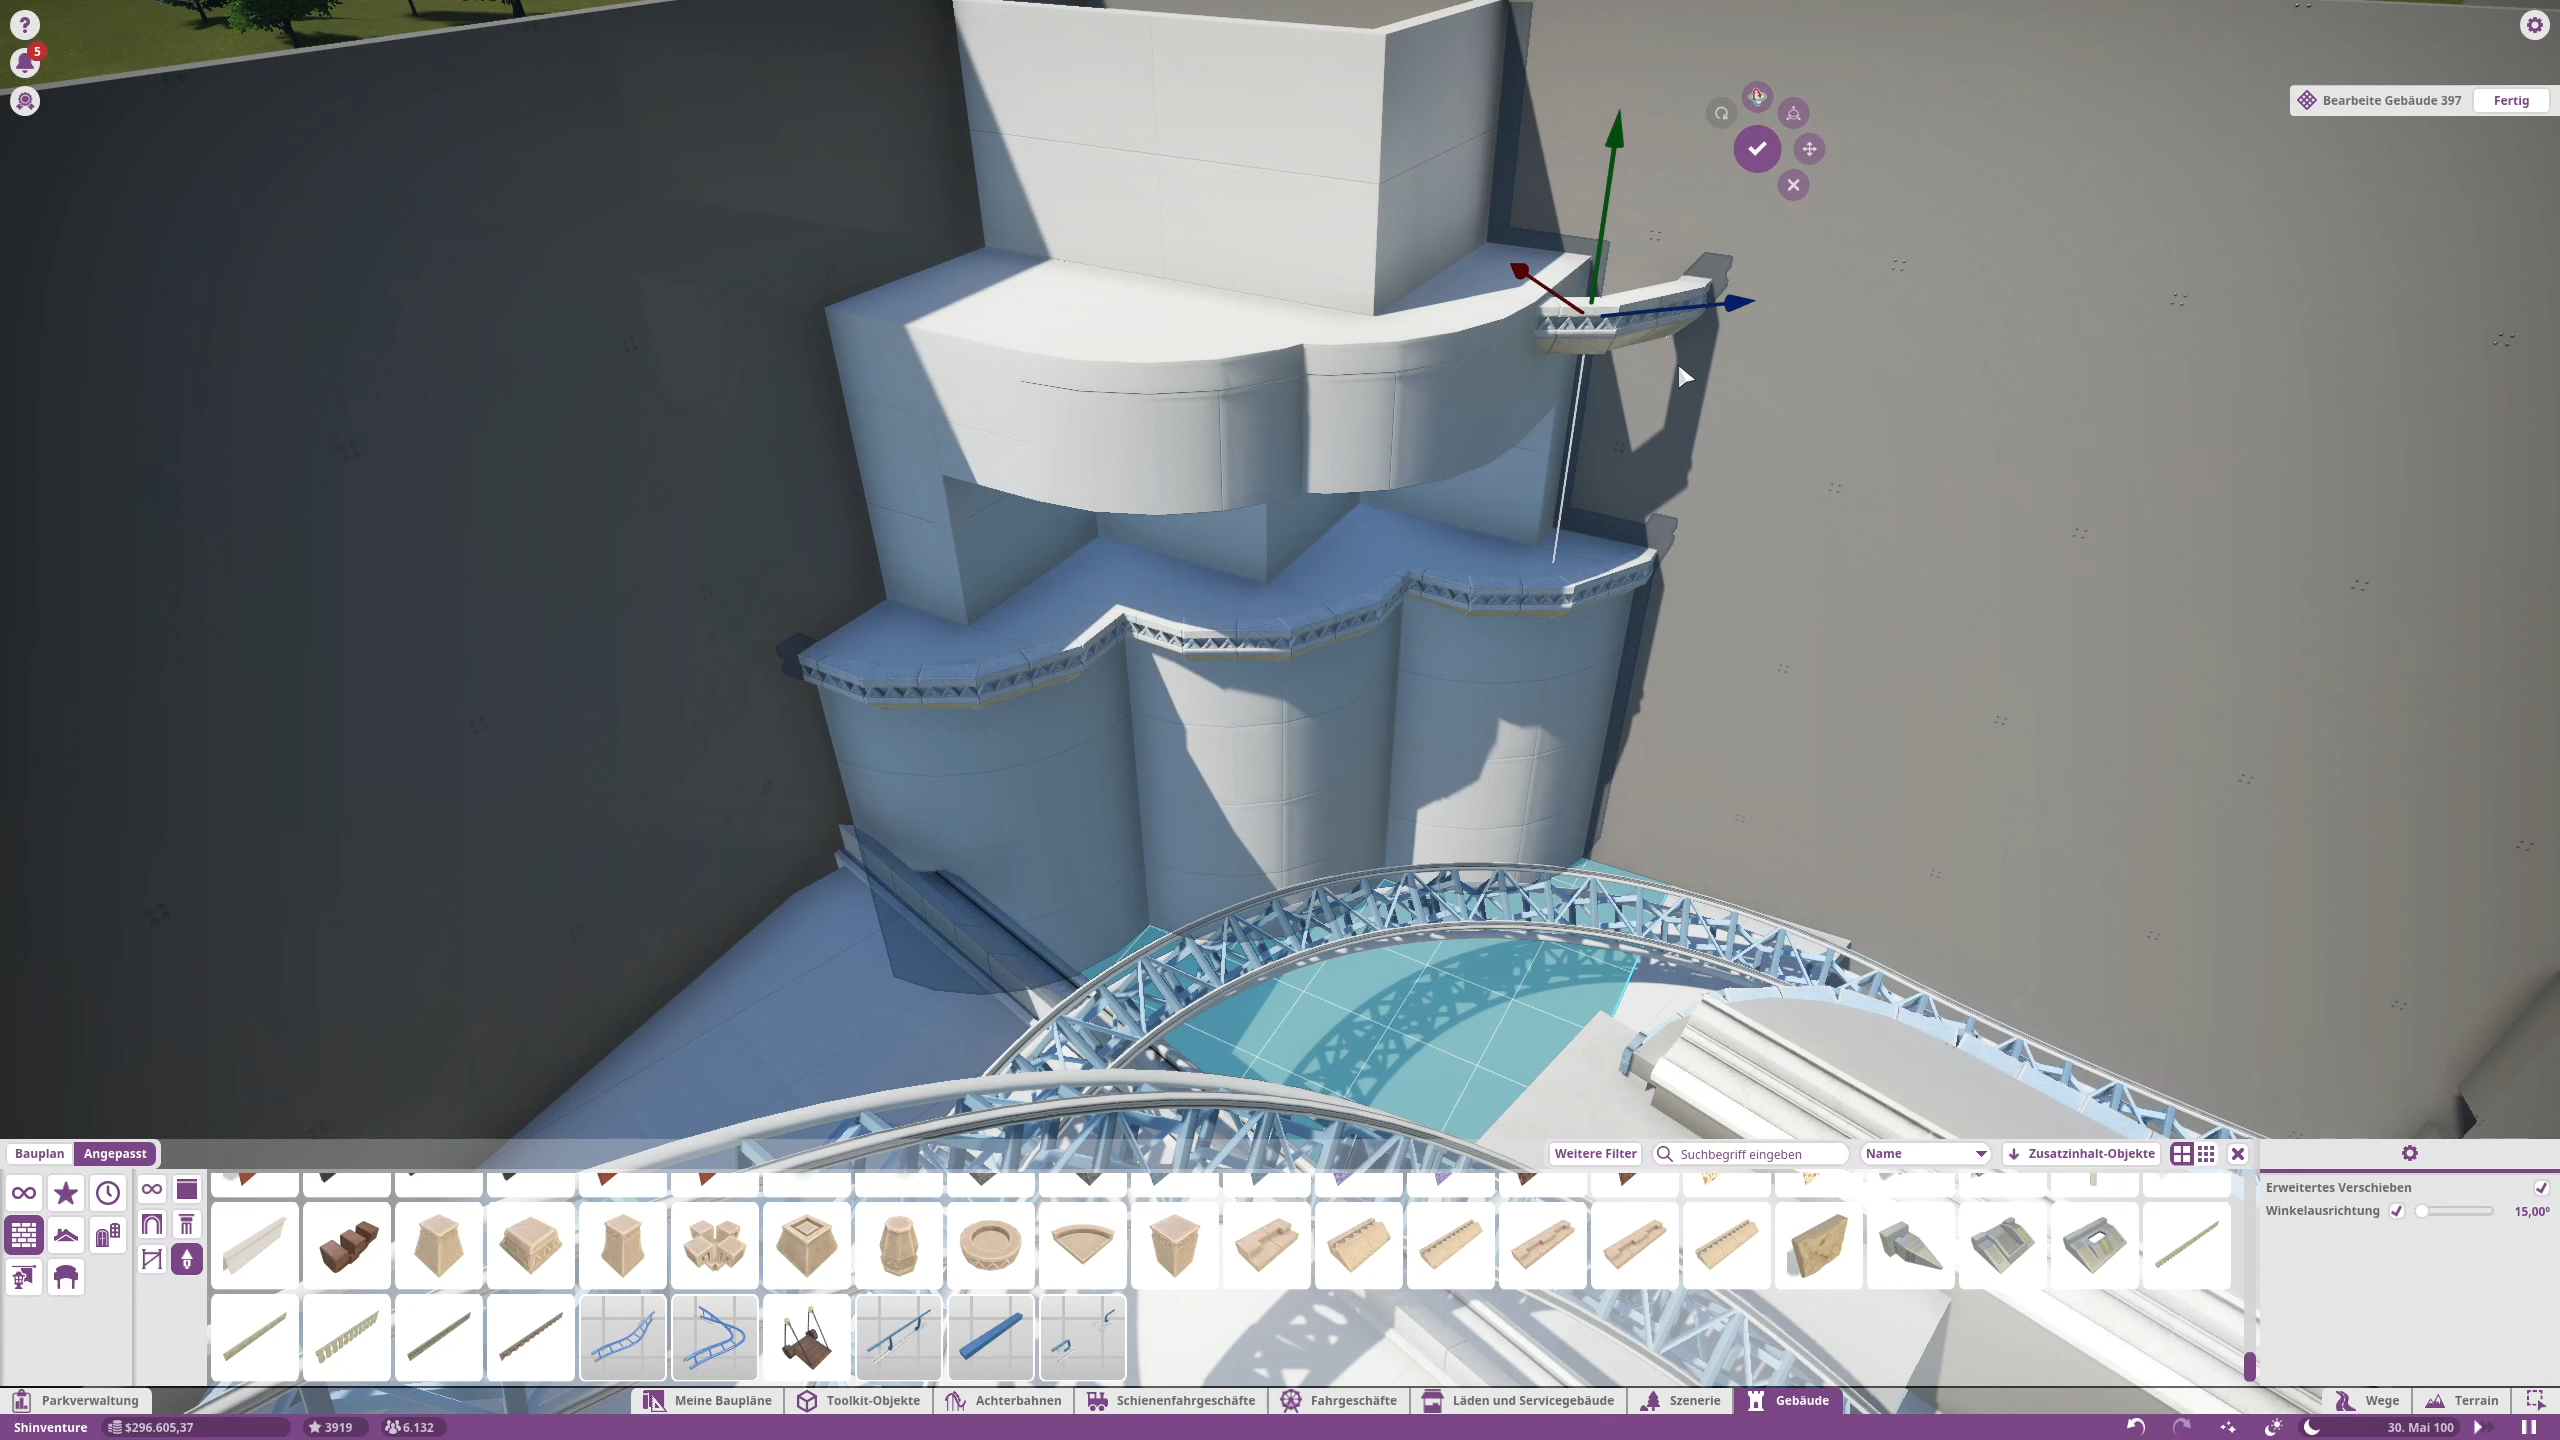 ?
5
Bearbeite Gebäude 397
Fertig
Bauplan
Angepasst
Weitere Filter
Suchbegriff eingeben
Name
Zusatzinhalt-Objekte
Erweitertes Verschieben
Winkelausrichtung
15,00°
Parkverwaltung
Meine Baupläne
Toolkit-Objekte
Achterbahnen
Schienenfahrgeschäfte
Fahrgeschäfte
Läden und Servicegebäude
Szenerie
Gebäude
Wege
Terrain
Shinventure
$296.605,37
3919
6.132
30. Mai 100